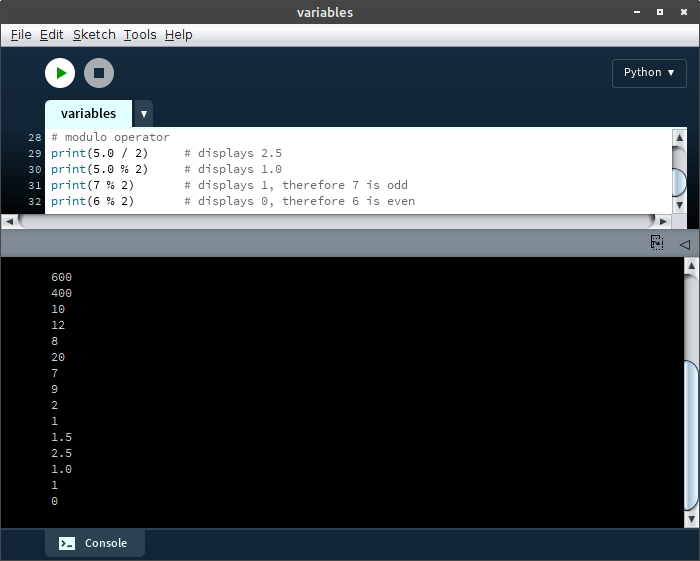 variables
File Edit Sketch Tools Help
Python
variables
28 # modulo operator
29 print(5.0 / 2)     # displays 2.5
30 print(5.0 % 2)     # displays 1.0
31 print(7 % 2)       # displays 1, therefore 7 is odd
32 print(6 % 2)       # displays 0, therefore 6 is even
600
400
10
12
8
20
7
9
2
1
1.5
2.5
1.0
1
0
Console